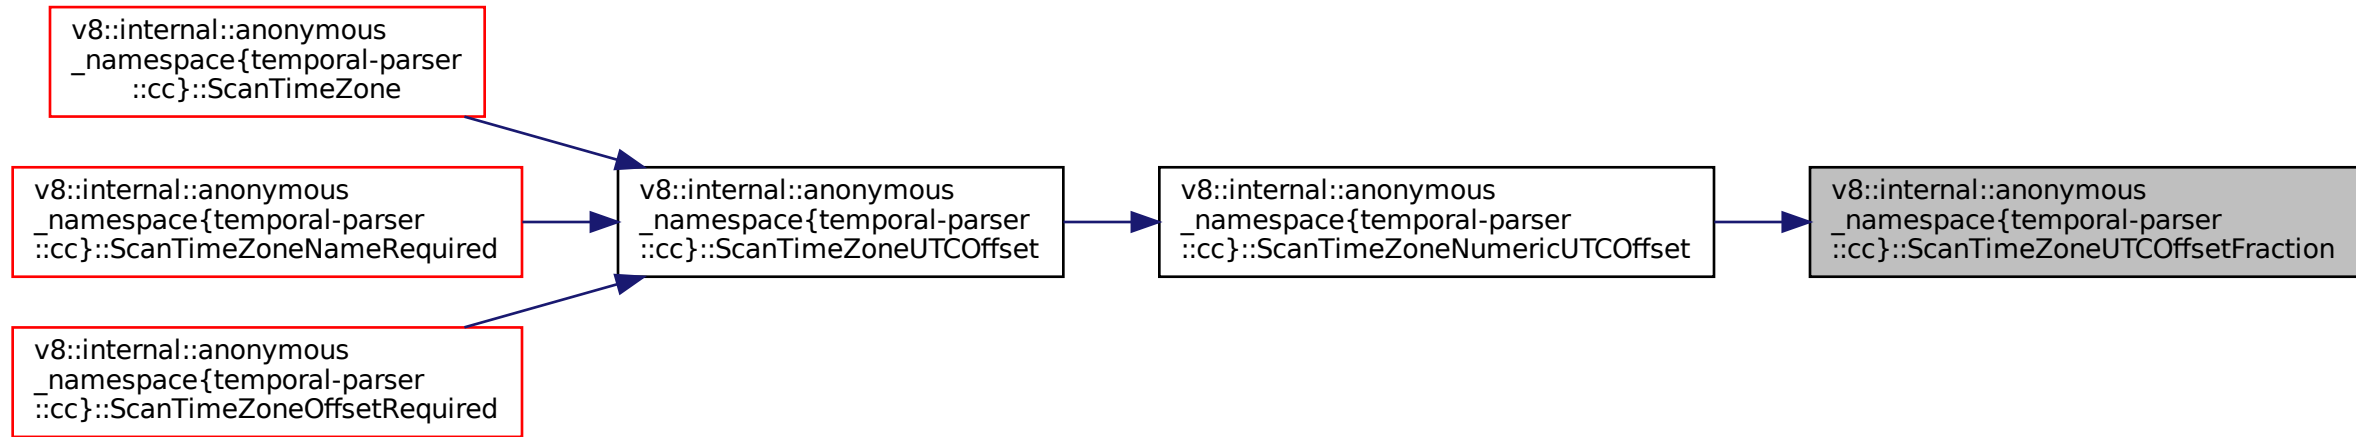 v8::internal::anonymous
_namespace{temporal-parser
::cc}::ScanTimeZone
v8::internal::anonymous
_namespace{temporal-parser
::cc}::ScanTimeZoneNameRequired
v8::internal::anonymous
_namespace{temporal-parser
::cc}::ScanTimeZoneOffsetRequired
v8::internal::anonymous
_namespace{temporal-parser
::cc}::ScanTimeZoneUTCOffset
v8::internal::anonymous
_namespace{temporal-parser
::cc}::ScanTimeZoneNumericUTCOffset
v8::internal::anonymous
_namespace{temporal-parser
::cc}::ScanTimeZoneUTCOffsetFraction